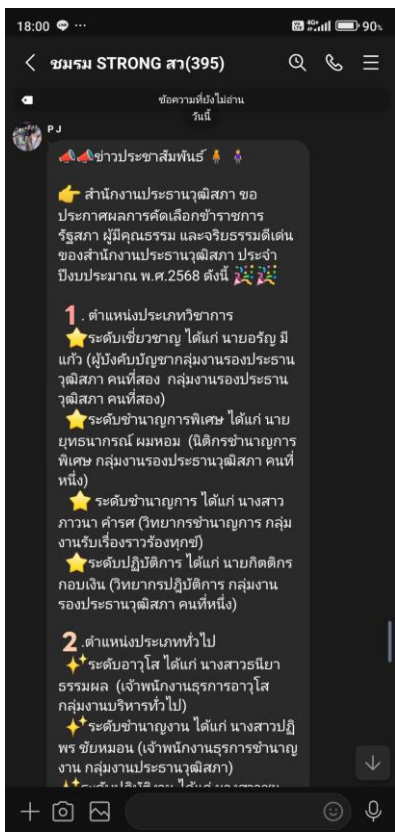 18:00 💬 ···
4G+ 90%
ชมรม STRONG สว(395)
ข้อความที่ยังไม่อ่าน
วันนี้
P J
📣📣ข่าวประชาสัมพันธ์ 🧍 🧍‍♀️
👉 สำนักงานประธานวุฒิสภา ขอ
ประกาศผลการคัดเลือกข้าราชการ
รัฐสภา ผู้มีคุณธรรม และจริยธรรมดีเด่น
ของสำนักงานประธานวุฒิสภา ประจำ
ปีงบประมาณ พ.ศ.2568 ดังนี้ 🎉🎉
1. ตำแหน่งประเภทวิชาการ
⭐ระดับเชี่ยวชาญ ได้แก่ นายอรัญ มี
แก้ว (ผู้บังคับบัญชากลุ่มงานรองประธาน
วุฒิสภา คนที่สอง กลุ่มงานรองประธาน
วุฒิสภา คนที่สอง)
⭐ระดับชำนาญการพิเศษ ได้แก่ นาย
ยุทธนากรณ์ ผมหอม (นิติกรชำนาญการ
พิเศษ กลุ่มงานรองประธานวุฒิสภา คนที่
หนึ่ง)
⭐ ระดับชำนาญการ ได้แก่ นางสาว
ภาวนา คำรศ (วิทยากรชำนาญการ กลุ่ม
งานรับเรื่องราวร้องทุกข์)
⭐ระดับปฏิบัติการ ได้แก่ นายกิตติกร
กอบเงิน (วิทยากรปฎิบัติการ กลุ่มงาน
รองประธานวุฒิสภา คนที่หนึ่ง)
2 .ตำแหน่งประเภททั่วไป
✨ระดับอาวุโส ได้แก่ นางสาวธนียา
ธรรมผล (เจ้าพนักงานธุรการอาวุโส
กลุ่มงานบริหารทั่วไป)
✨ระดับชำนาญงาน ได้แก่ นางสาวปฏิ
พร ชัยหมอน (เจ้าพนักงานธุรการชำนาญ
งาน กลุ่มงานประธานวุฒิสภา)